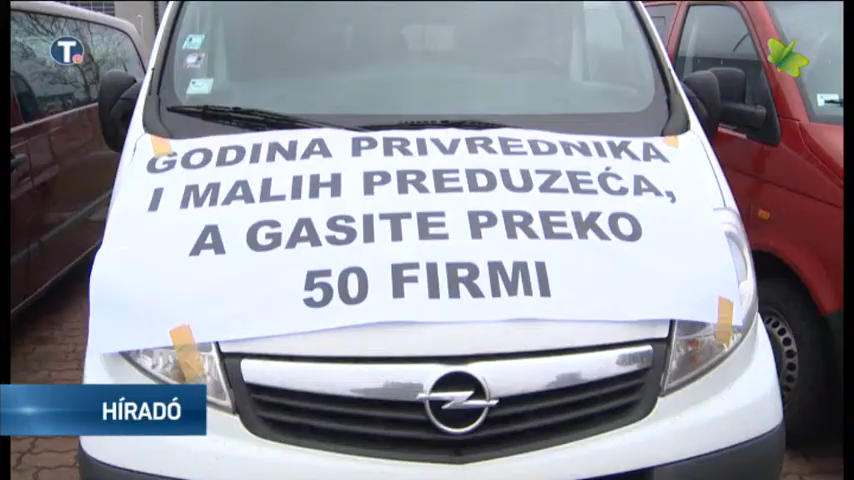 T.
GODINA PRIVREDNIKA
I MALIH PREDUZEĆA,
A GASITE PREKO
50 FIRMI
HÍRADÓ